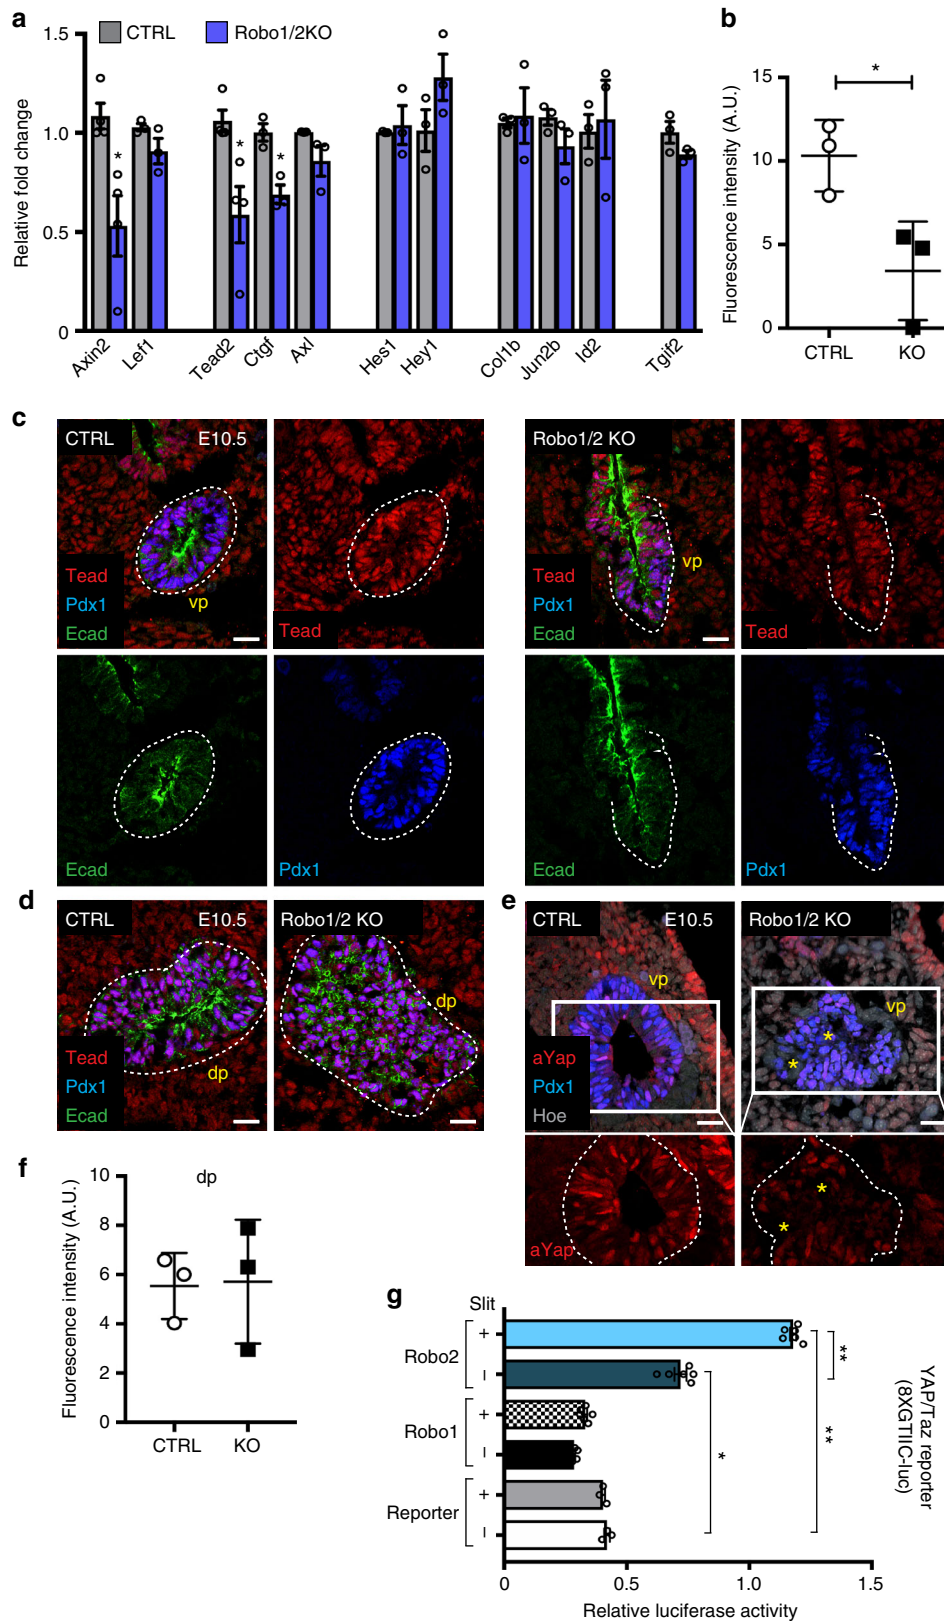 a
CTRL
Robo1/2KO
Relative fold change
1.5
1.0
0.5
0
*
*
*
Axin2
Lef1
Tead2
Ctgf
Axl
Hes1
Hey1
Col1b
Jun2b
Id2
Tgif2
b
Fluorescence intensity (A.U.)
15
10
5
0
*
CTRL
KO
c
CTRL
E10.5
Tead
Pdx1
Ecad
vp
Tead
Ecad
Pdx1
Robo1/2 KO
Tead
Pdx1
Ecad
vp
Tead
Ecad
Pdx1
d
CTRL
E10.5
Tead
Pdx1
Ecad
dp
Robo1/2 KO
dp
e
CTRL
E10.5
vp
aYap
Pdx1
Hoe
aYap
Robo1/2 KO
vp
*
*
*
*
f
dp
Fluorescence intensity (A.U.)
10
8
6
4
2
0
CTRL
KO
g
Slit
Robo2
+
–
Robo1
+
–
Reporter
+
–
**
**
*
0
0.5
1.0
1.5
Relative luciferase activity
YAP/Taz reporter
(8XGTIIC-luc)